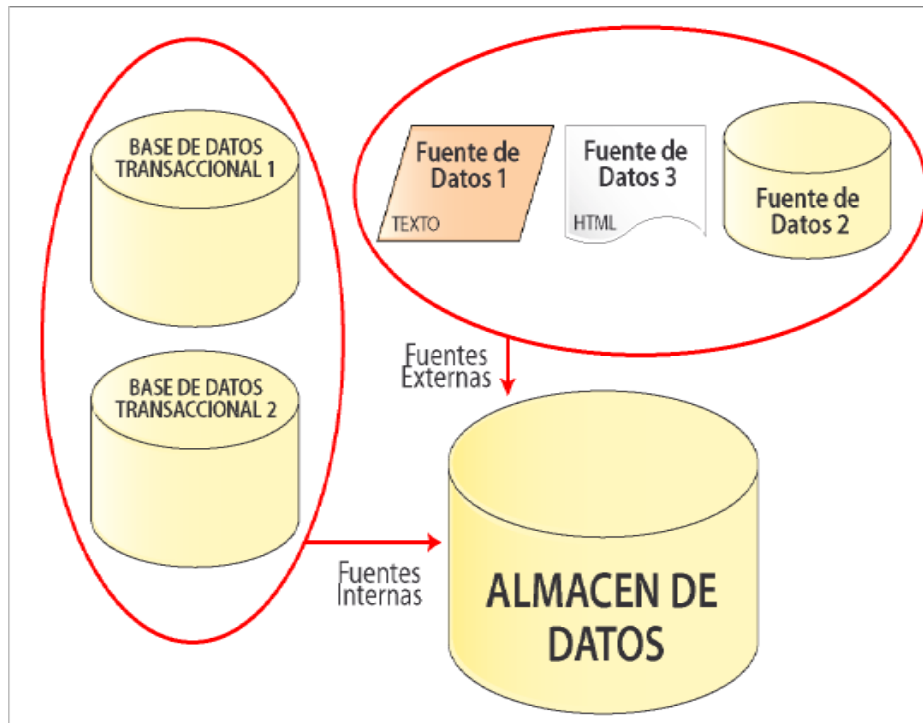 BASE DE DATOS
TRANSACCIONAL 1
BASE DE DATOS
TRANSACCIONAL 2
Fuente de
Datos 1
TEXTO
Fuente de
Datos 3
HTML
Fuente de
Datos 2
Fuentes
Externas
Fuentes
Internas
ALMACEN DE
DATOS